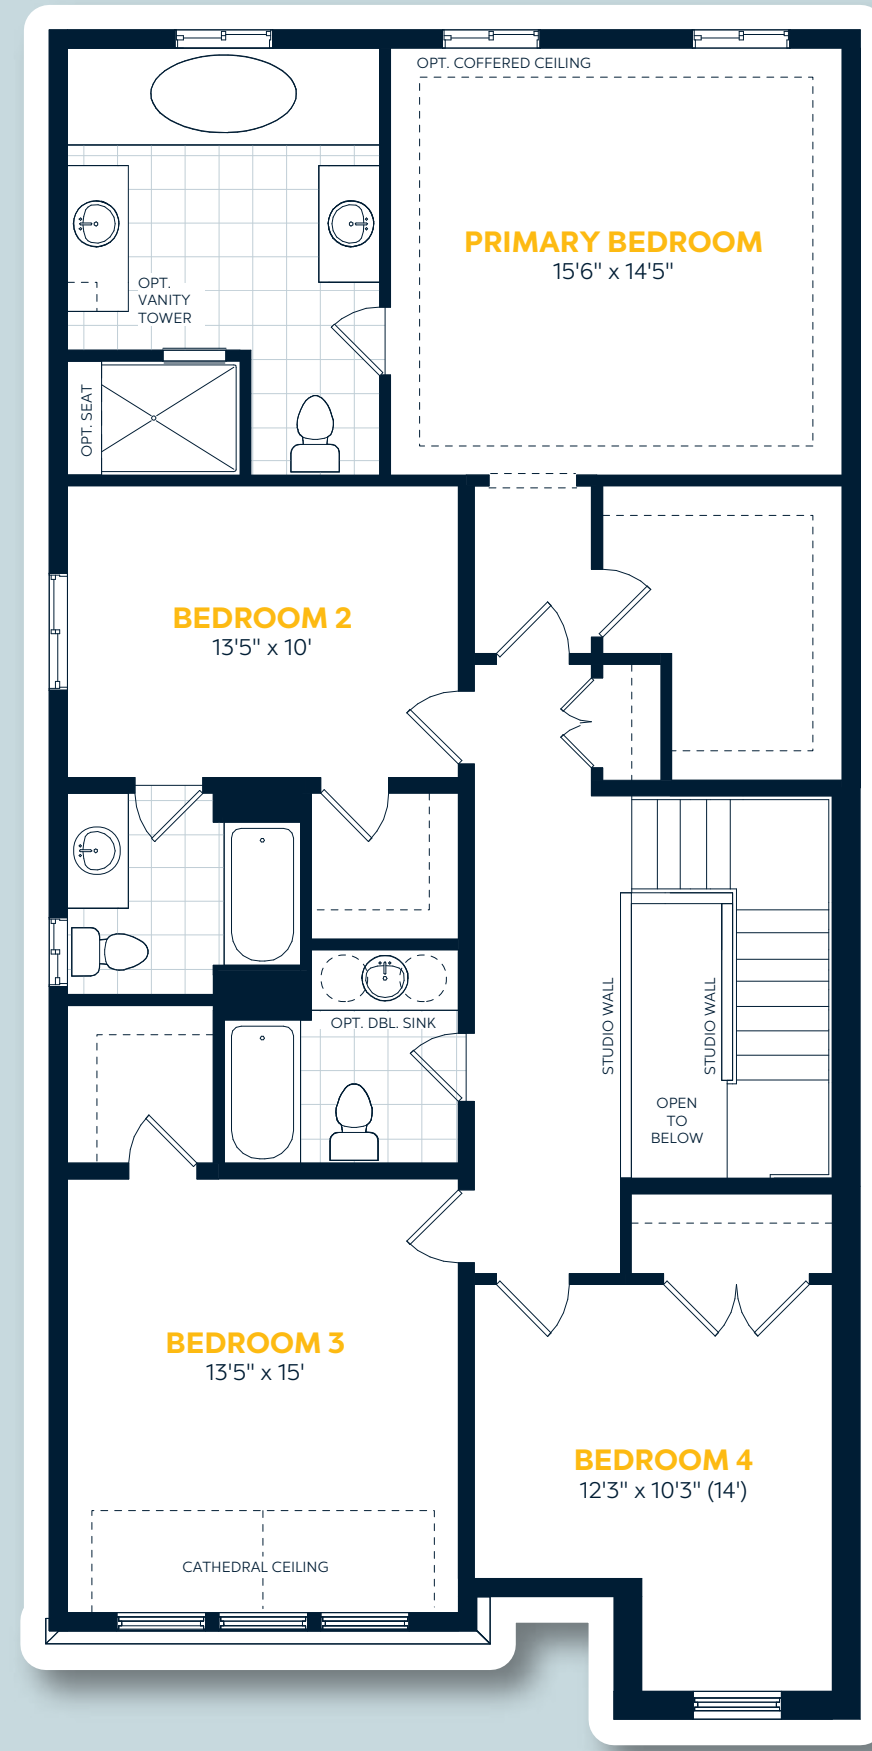 OPT. COFFERED CEILING
PRIMARY BEDROOM
15'6" x 14'5"
OPT.
VANITY
TOWER
OPT. SEAT
BEDROOM 2
13'5" x 10'
OPT. DBL. SINK
STUDIO WALL
STUDIO WALL
OPEN
TO
BELOW
BEDROOM 3
13'5" x 15'
CATHEDRAL CEILING
BEDROOM 4
12'3" x 10'3" (14')